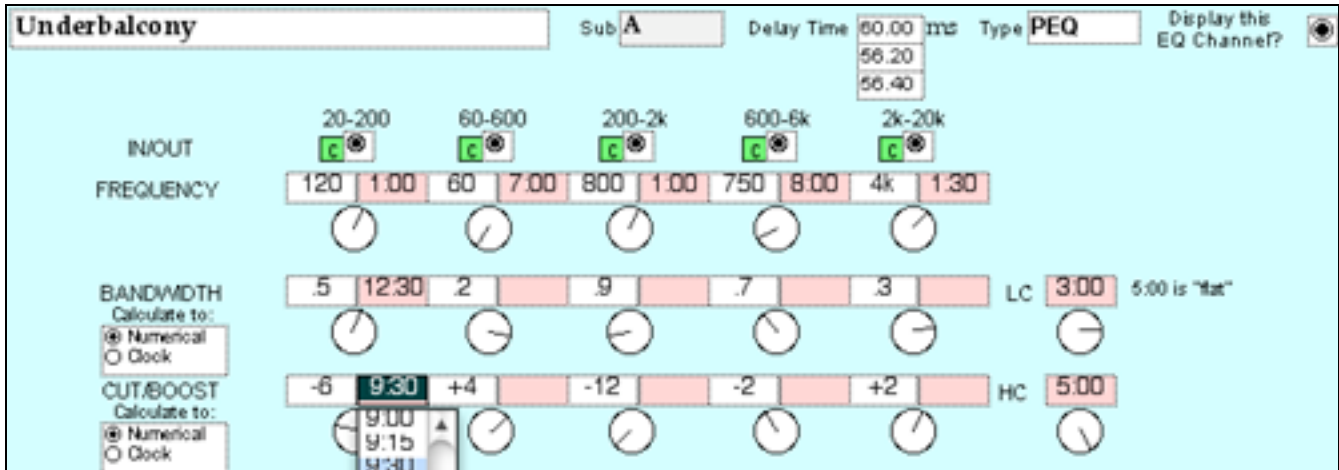 Underbalcony Sub A Delay Time 60.00 ms Type PEQ Display this EQ Channel?
56.20
56.40
20-200 60-600 200-2k 600-6k 2k-20k
IN/OUT C C C C C
FREQUENCY 120 1:00 60 7:00 800 1:00 750 8:00 4k 1:30
BANDWIDTH .5 12:30 .2 .9 .7 .3 LC 3:00 5:00 is "flat"
Calculate to:
Numerical
Clock
CUT/BOOST -6 9:30 +4 -12 -2 +2 HC 5:00
Calculate to: 9:00
Numerical 9:15
Clock 9:30